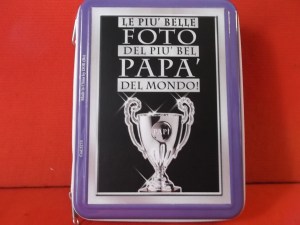 LE PIU' BELLE
FOTO
DEL PIU' BEL
PAPA'
DEL MONDO!